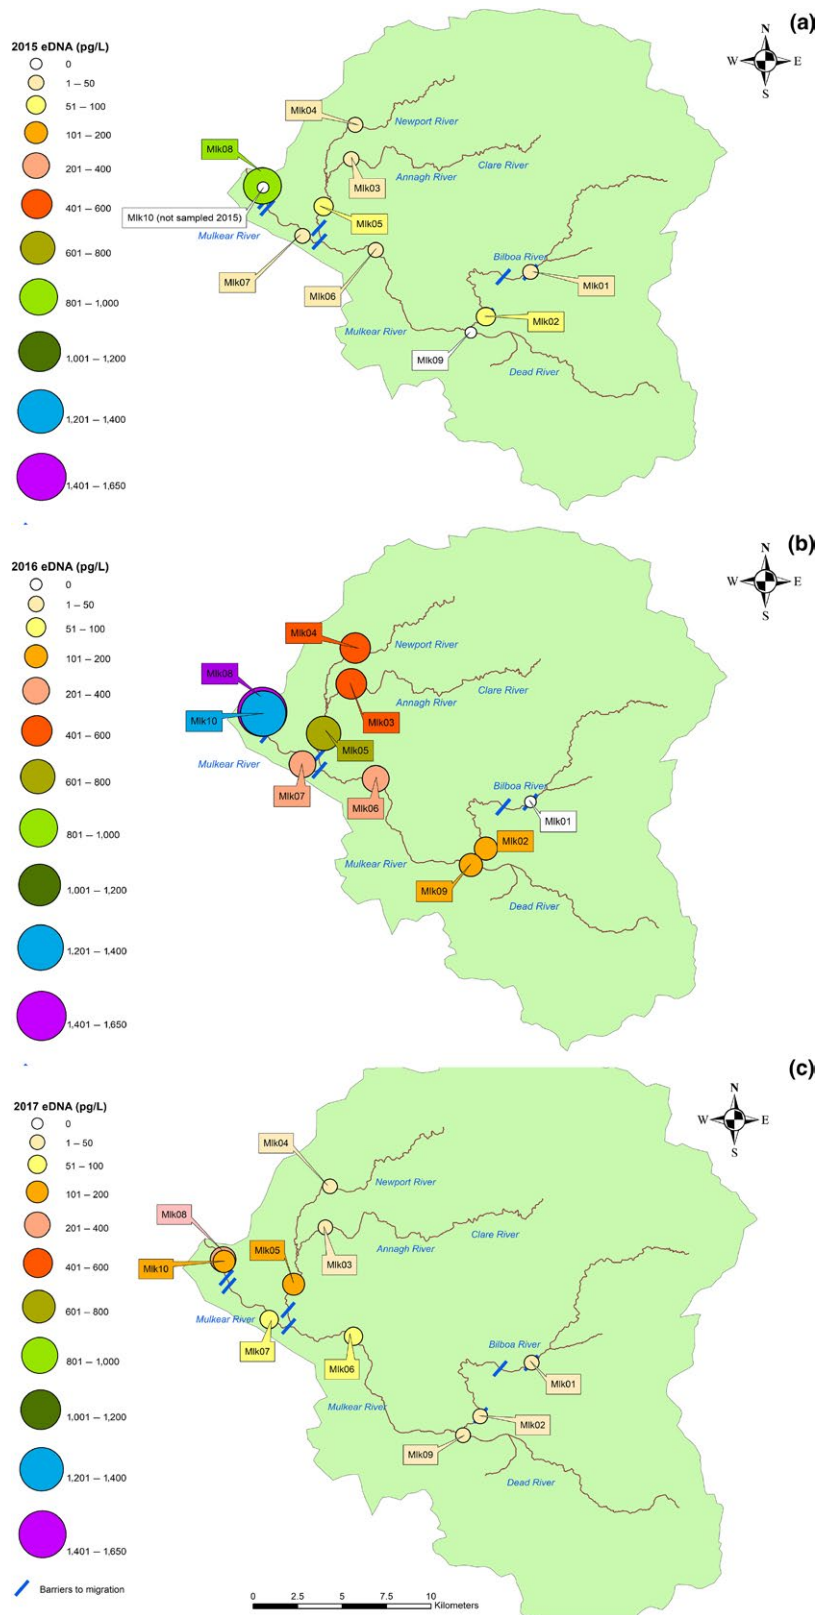 (a)
2015 eDNA (pg/L)
0
1 – 50
51 – 100
101 – 200
201 – 400
401 – 600
601 – 800
801 – 1,000
1,001 – 1,200
1,201 – 1,400
1,401 – 1,650
N
W
E
S
Mlk04
Newport River
Mlk08
Clare River
Annagh River
Mlk03
Mlk10 (not sampled 2015)
Mlk05
Mulkear River
Mlk07
Mlk06
Bilboa River
Mlk01
Mlk02
Mulkear River
Mlk09
Dead River
(b)
2016 eDNA (pg/L)
0
1 – 50
51 – 100
101 – 200
201 – 400
401 – 600
601 – 800
801 – 1,000
1,001 – 1,200
1,201 – 1,400
1,401 – 1,650
N
W
E
S
Mlk04
Newport River
Mlk08
Clare River
Annagh River
Mlk10
Mlk03
Mlk05
Mulkear River
Mlk07
Mlk06
Bilboa River
Mlk01
Mlk02
Mulkear River
Mlk09
Dead River
(c)
2017 eDNA (pg/L)
0
1 – 50
51 – 100
101 – 200
201 – 400
401 – 600
601 – 800
801 – 1,000
1,001 – 1,200
1,201 – 1,400
1,401 – 1,650
Barriers to migration
N
W
E
S
Mlk04
Newport River
Mlk08
Clare River
Annagh River
Mlk05
Mlk10
Mlk03
Mulkear River
Mlk07
Mlk06
Bilboa River
Mlk01
Mulkear River
Mlk02
Mlk09
Dead River
0 2.5 5 7.5 10
Kilometers